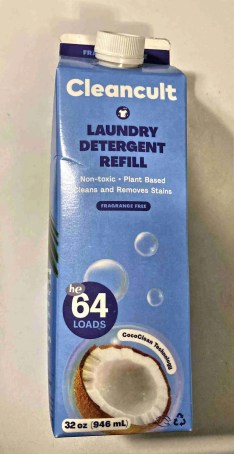 Cleancult
LAUNDRY
DETERGENT
REFILL
Non-toxic • Plant Based
Cleans and Removes Stains
FRAGRANCE FREE
he
64
LOADS
CocoClean Technology
32 oz (946 mL)